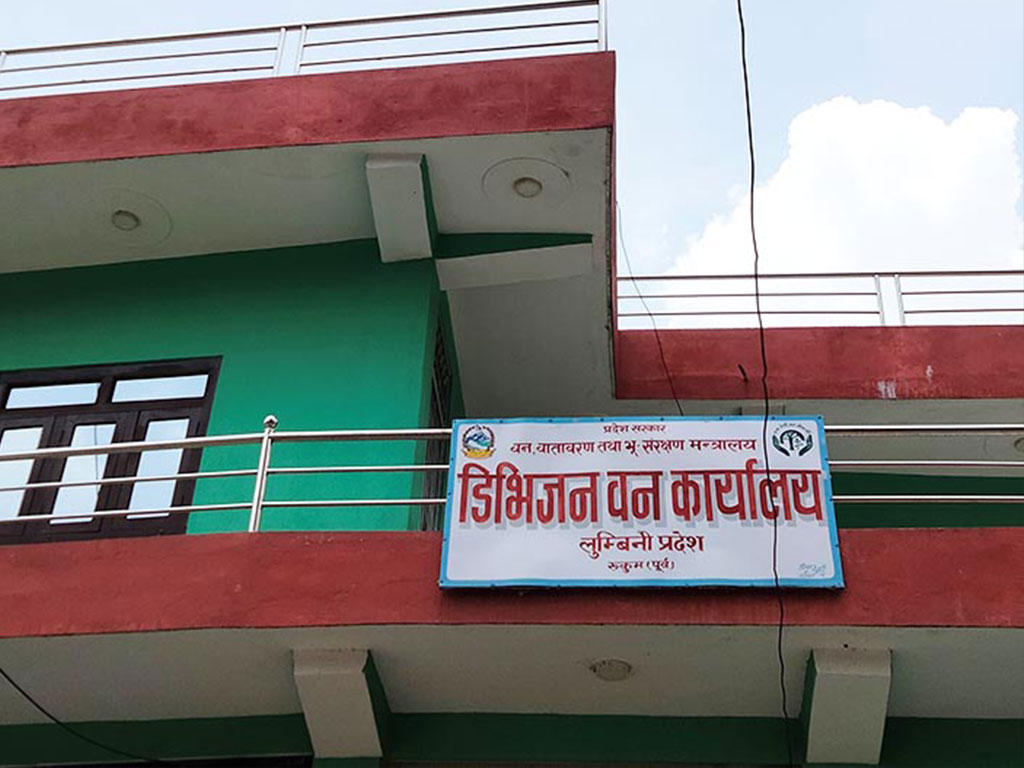 प्रदेश सरकार
वन, वातावरण तथा भू-संरक्षण मन्त्रालय
डिभिजन वन कार्यालय
लुम्बिनी प्रदेश
रुकुम (पूर्व)